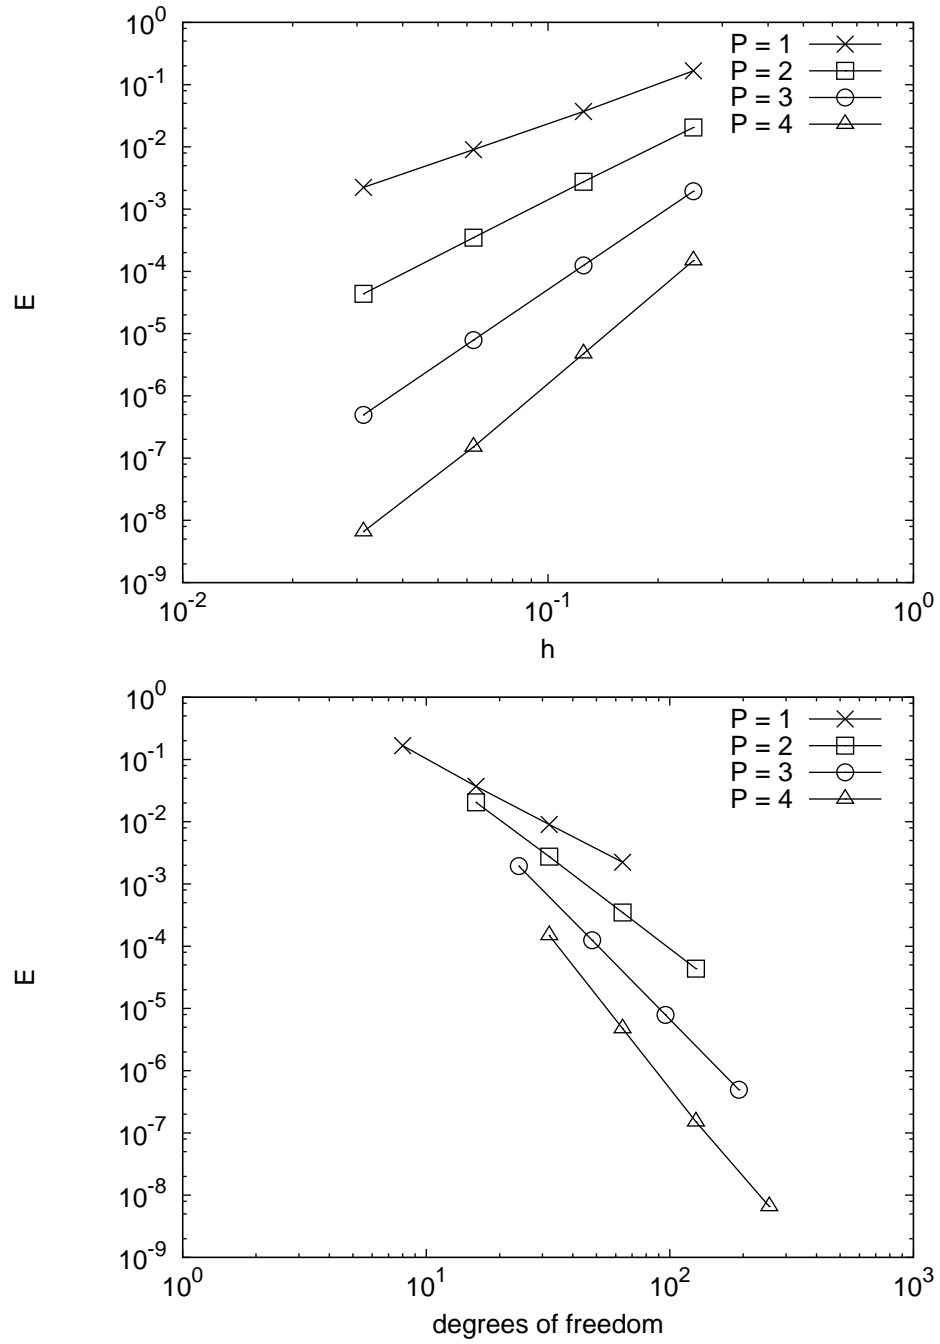 10^0
10^-1
10^-2
10^-3
10^-4
10^-5
10^-6
10^-7
10^-8
10^-9
E
P = 1
P = 2
P = 3
P = 4
10^-2 10^-1 10^0
h
10^0
10^-1
10^-2
10^-3
10^-4
10^-5
10^-6
10^-7
10^-8
10^-9
E
P = 1
P = 2
P = 3
P = 4
10^0 10^1 10^2 10^3
degrees of freedom